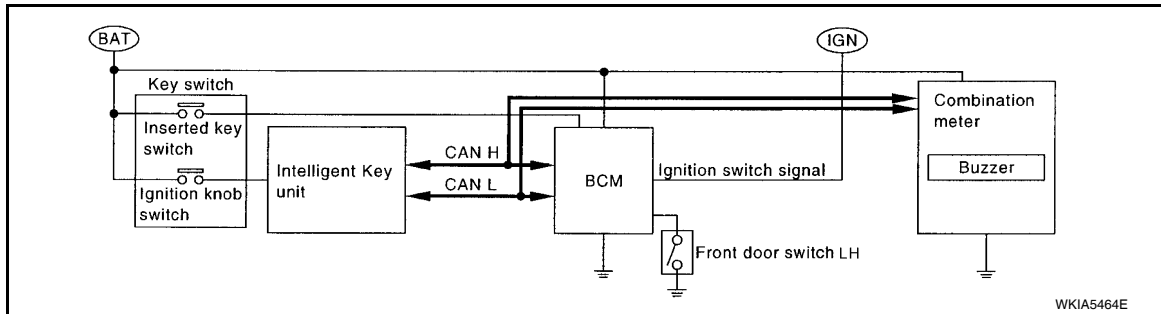 BAT
IGN
Key switch
Inserted key
switch
Ignition knob
switch
Intelligent Key
unit
CAN H
CAN L
BCM
Ignition switch signal
Front door switch LH
Combination
meter
Buzzer
WKIA5464E